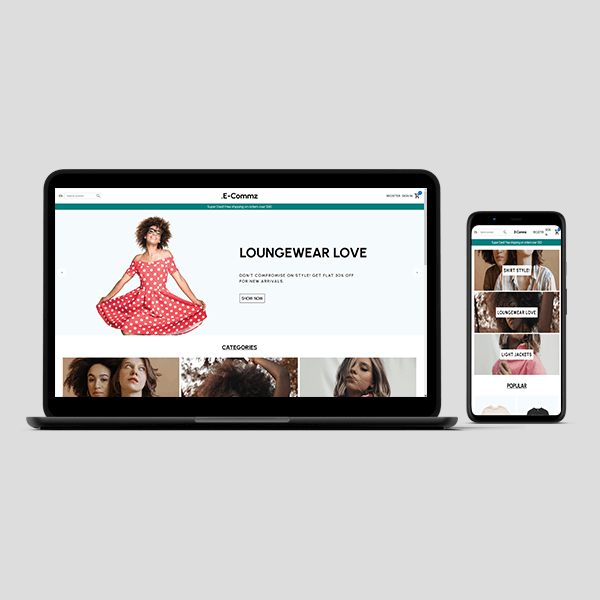 EN
.E-Commz
REGISTER SIGN IN
Super Deal! Free shipping on orders over $50!
LOUNGEWEAR LOVE
DON'T COMPROMISE ON STYLE! GET FLAT 30% OFF
FOR NEW ARRIVALS.
SHOW NOW
CATEGORIES
EN
.E-Commz
REGISTER
SIGN
Super Deal! Free shipping on orders over $50!
SHIRT STYLE!
LOUNGEWEAR LOVE
LIGHT JACKETS
POPULAR